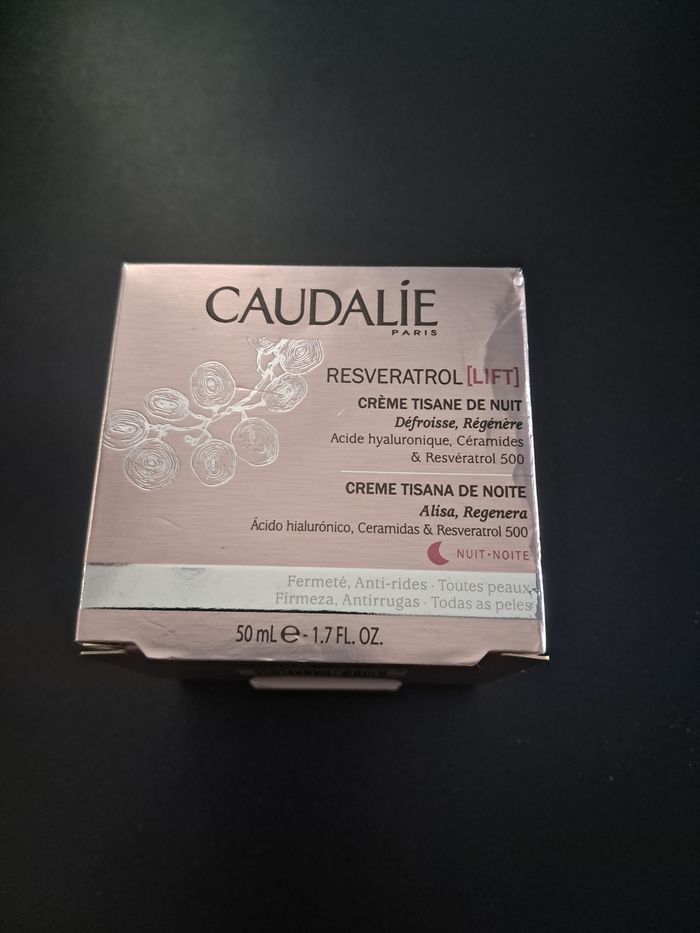 CAUDALIE
PARIS
RESVERATROL [LIFT]
CRÈME TISANE DE NUIT
Défroisse, Régénère
Acide hyaluronique, Céramides
& Resvératrol 500
CREME TISANA DE NOITE
Alisa, Regenera
Ácido hialurónico, Ceramidas & Resveratrol 500
NUIT·NOITE
Fermeté, Anti-rides · Toutes peaux
Firmeza, Antirrugas · Todas as peles
50 mL e - 1.7 FL. OZ.